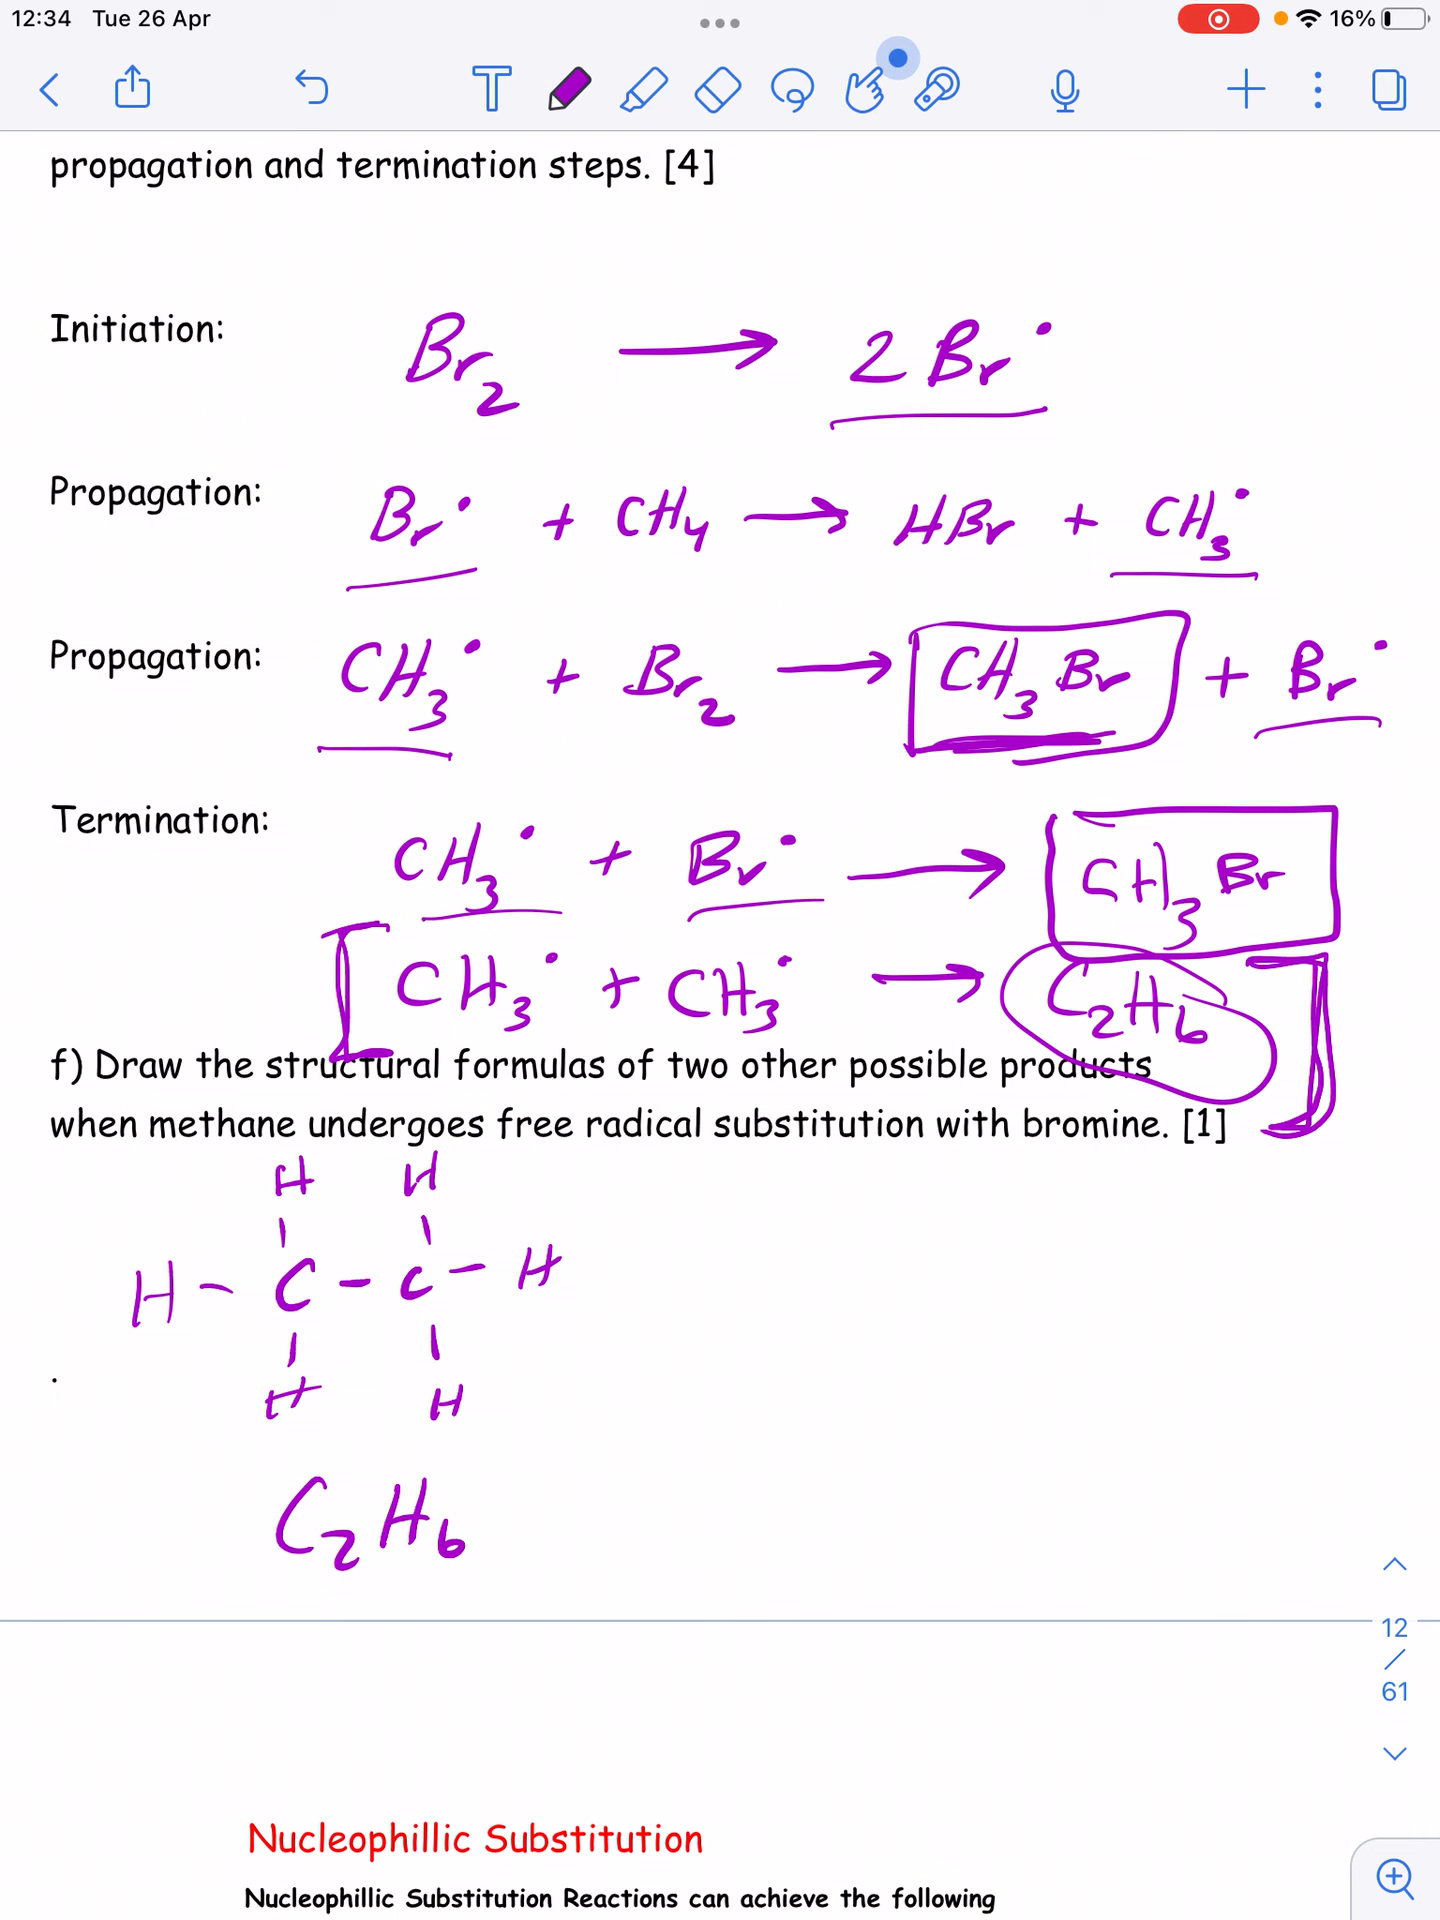 12:34 Tue 26 Apr
16%
T
propagation and termination steps. [4]
Initiation: Br₂ → 2 Br•
Propagation: Br• + CH₄ → HBr + CH₃•
Propagation: CH₃• + Br₂ → CH₃Br + Br•
Termination: CH₃• + Br• → CH₃Br
CH₃• + CH₃• → C₂H₆
f) Draw the structural formulas of two other possible products
when methane undergoes free radical substitution with bromine. [1]
H H
H - C - C - H
H H
.
C₂H₆
12
/
61
Nucleophillic Substitution
Nucleophillic Substitution Reactions can achieve the following